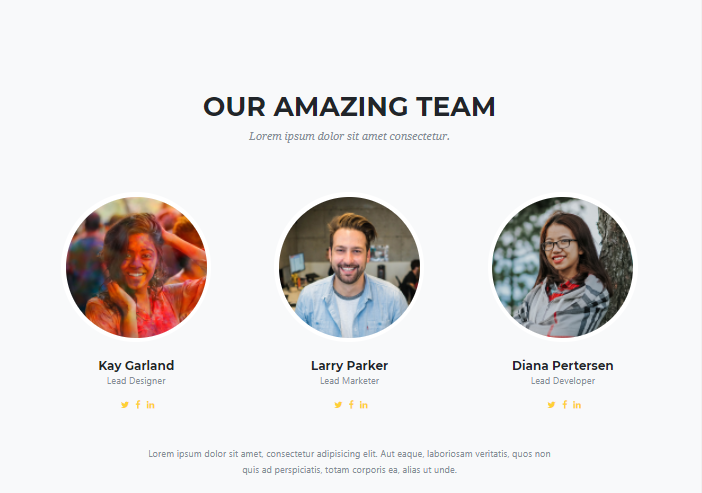 OUR AMAZING TEAM
Lorem ipsum dolor sit amet consectetur.
Kay Garland
Lead Designer
Larry Parker
Lead Marketer
Diana Pertersen
Lead Developer
Lorem ipsum dolor sit amet, consectetur adipisicing elit. Aut eaque, laboriosam veritatis, quos non
quis ad perspiciatis, totam corporis ea, alias ut unde.